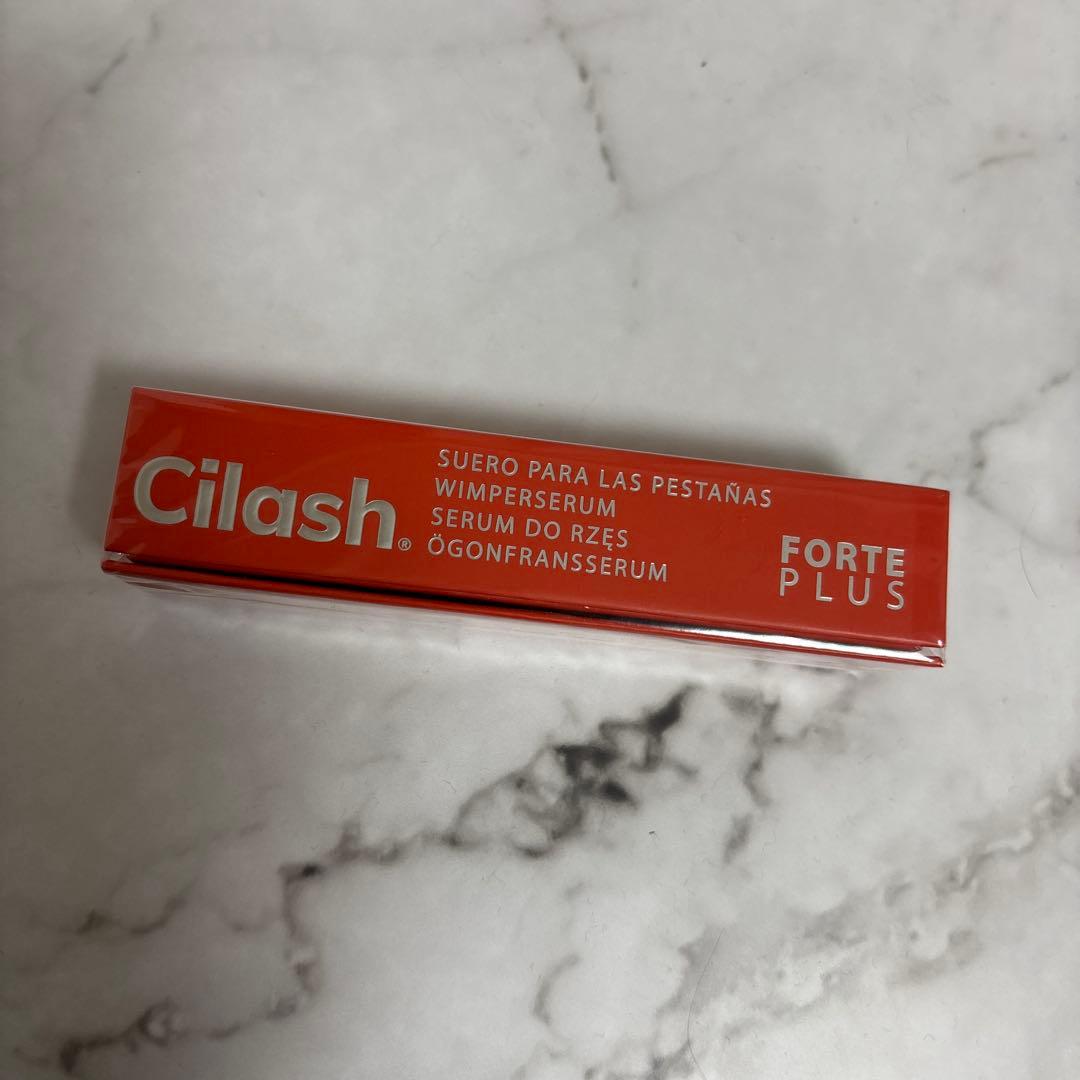 Cilash®
SUERO PARA LAS PESTAÑAS
WIMPERSERUM
SERUM DO RZĘS
ÖGONFRANSSERUM
FORTE
PLUS